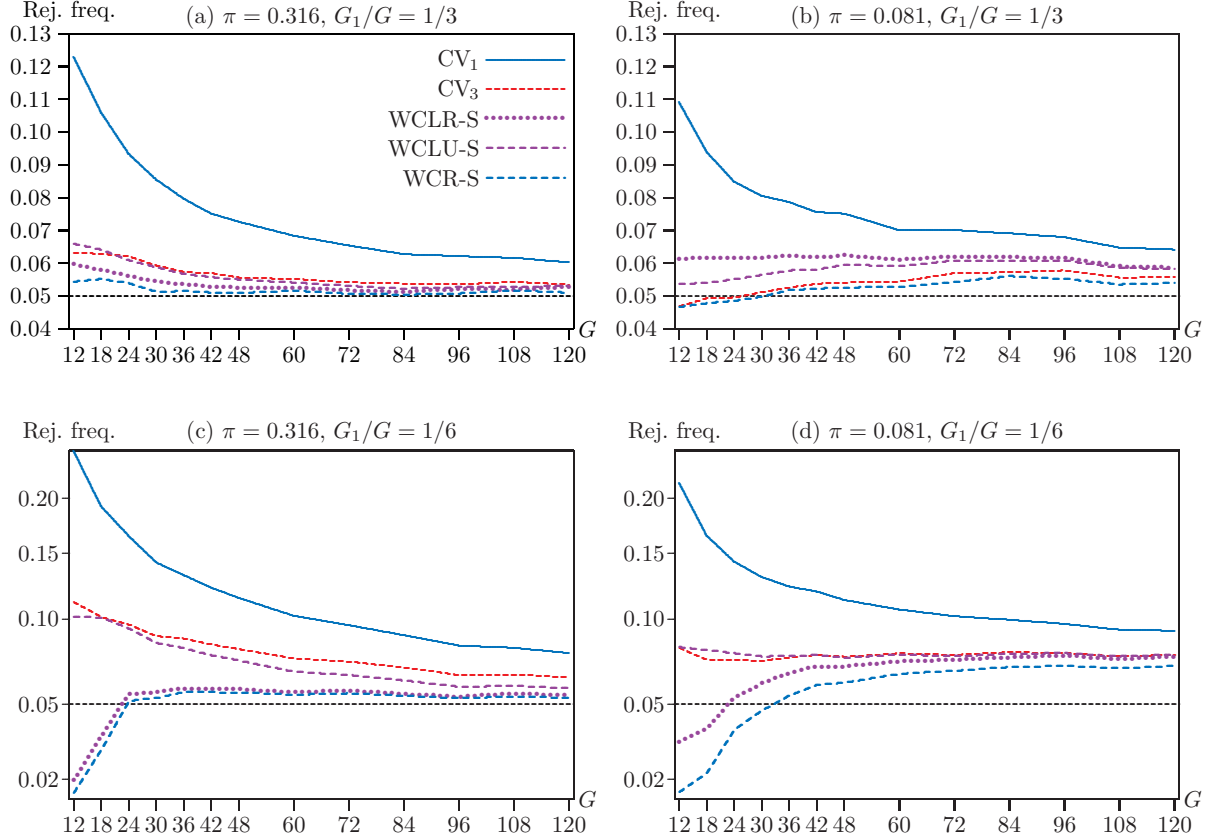 Rej. freq.
(a) π = 0.316, G₁/G = 1/3
0.13
0.12
0.11
0.10
0.09
0.08
0.07
0.06
0.05
0.04
CV₁
CV₃
WCLR-S
WCLU-S
WCR-S
G
12 18 24 30 36 42 48 60 72 84 96 108 120
Rej. freq.
(b) π = 0.081, G₁/G = 1/3
0.13
0.12
0.11
0.10
0.09
0.08
0.07
0.06
0.05
0.04
G
12 18 24 30 36 42 48 60 72 84 96 108 120
Rej. freq.
(c) π = 0.316, G₁/G = 1/6
0.20
0.15
0.10
0.05
0.02
G
12 18 24 30 36 42 48 60 72 84 96 108 120
Rej. freq.
(d) π = 0.081, G₁/G = 1/6
0.20
0.15
0.10
0.05
0.02
G
12 18 24 30 36 42 48 60 72 84 96 108 120